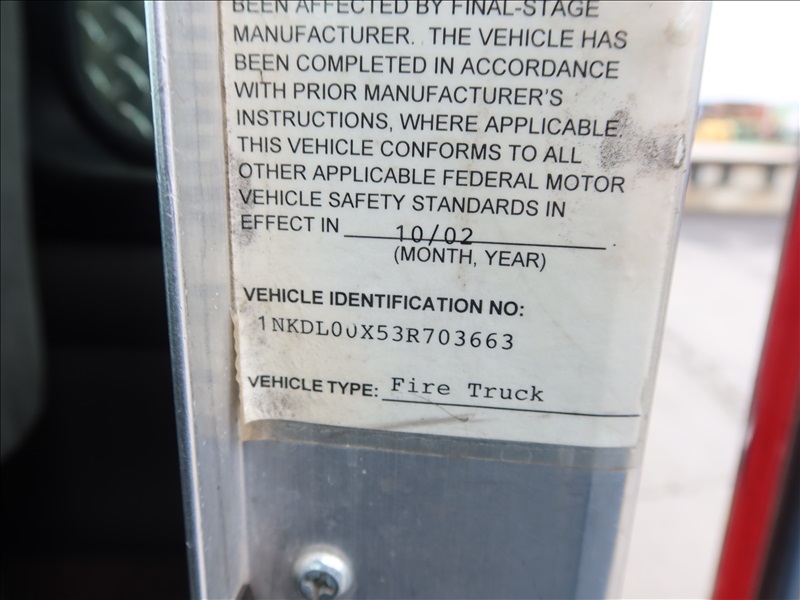 BEEN AFFECTED BY FINAL-STAGE
MANUFACTURER. THE VEHICLE HAS
BEEN COMPLETED IN ACCORDANCE
WITH PRIOR MANUFACTURER'S
INSTRUCTIONS, WHERE APPLICABLE.
THIS VEHICLE CONFORMS TO ALL
OTHER APPLICABLE FEDERAL MOTOR
VEHICLE SAFETY STANDARDS IN
EFFECT IN 10/02
(MONTH, YEAR)
VEHICLE IDENTIFICATION NO:
1NKDL00X53R703663
VEHICLE TYPE: Fire Truck